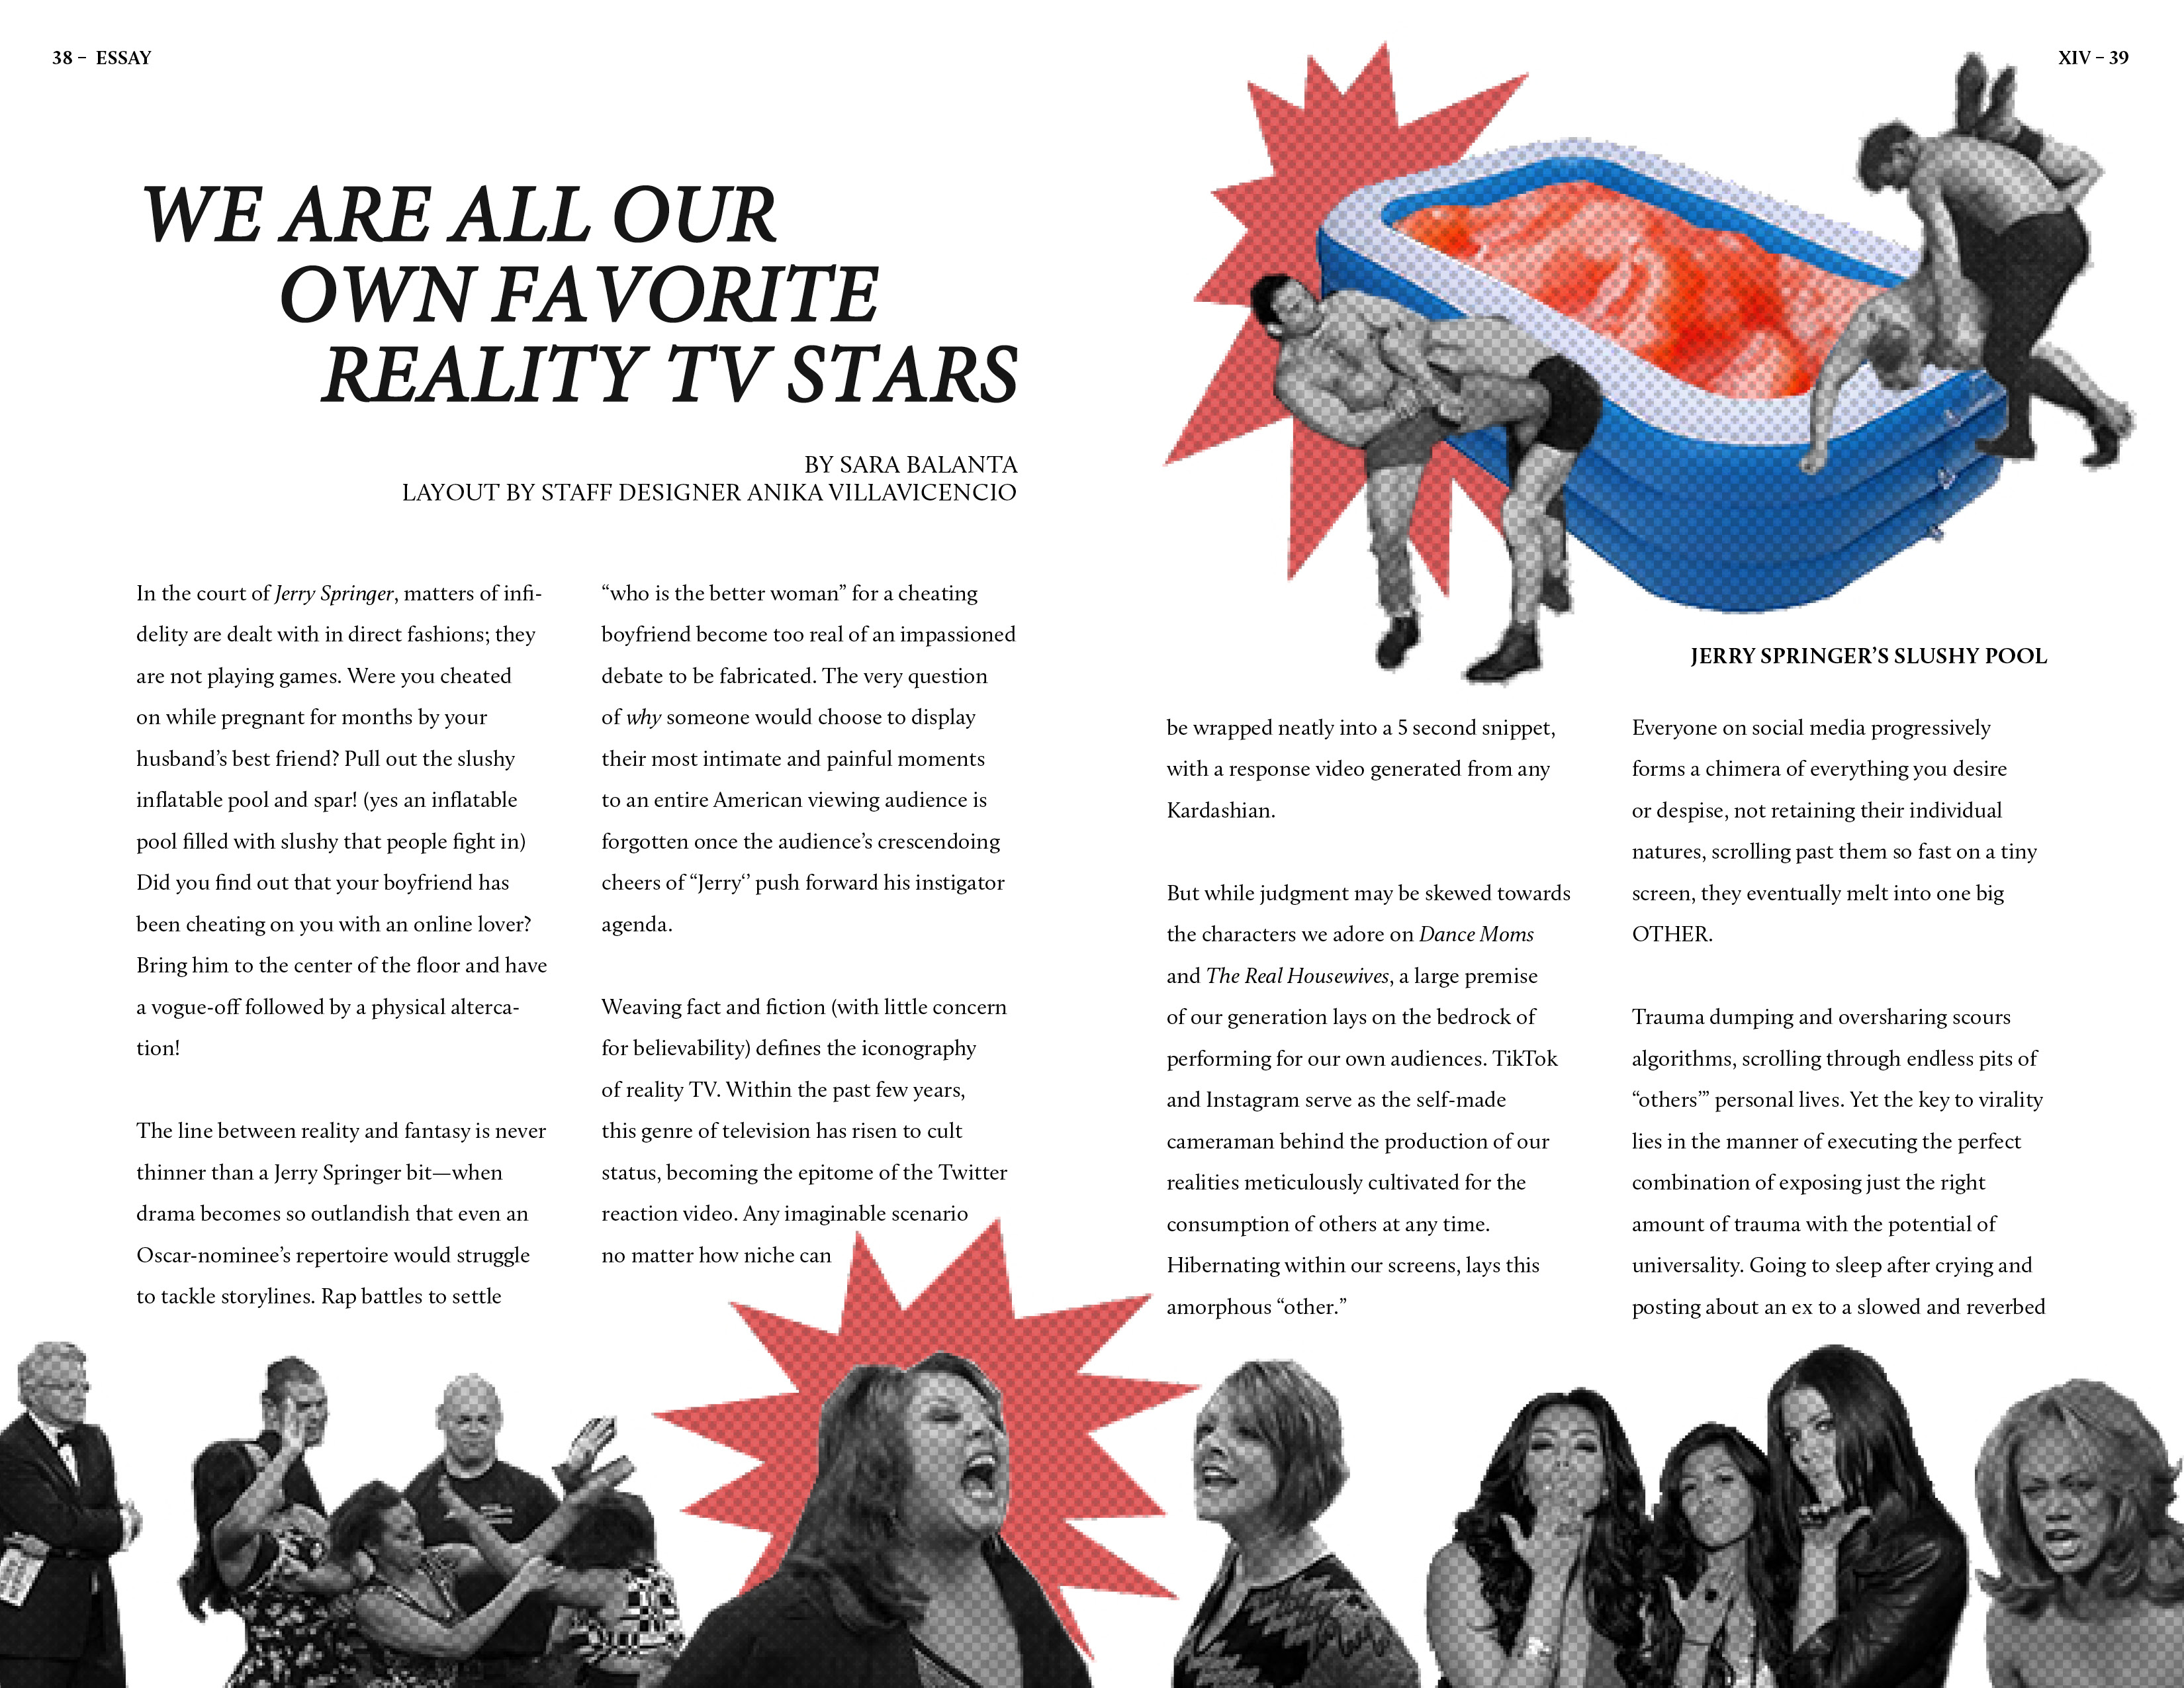 38 – ESSAY
XIV – 39
WE ARE ALL OUR
OWN FAVORITE
REALITY TV STARS
BY SARA BALANTA
LAYOUT BY STAFF DESIGNER ANIKA VILLAVICENCIO
In the court of Jerry Springer, matters of infi-
delity are dealt with in direct fashions; they
are not playing games. Were you cheated
on while pregnant for months by your
husband’s best friend? Pull out the slushy
inflatable pool and spar! (yes an inflatable
pool filled with slushy that people fight in)
Did you find out that your boyfriend has
been cheating on you with an online lover?
Bring him to the center of the floor and have
a vogue-off followed by a physical alterca-
tion!
The line between reality and fantasy is never
thinner than a Jerry Springer bit—when
drama becomes so outlandish that even an
Oscar-nominee’s repertoire would struggle
to tackle storylines. Rap battles to settle
“who is the better woman” for a cheating
boyfriend become too real of an impassioned
debate to be fabricated. The very question
of why someone would choose to display
their most intimate and painful moments
to an entire American viewing audience is
forgotten once the audience’s crescendoing
cheers of “Jerry‘’ push forward his instigator
agenda.
Weaving fact and fiction (with little concern
for believability) defines the iconography
of reality TV. Within the past few years,
this genre of television has risen to cult
status, becoming the epitome of the Twitter
reaction video. Any imaginable scenario
no matter how niche can
JERRY SPRINGER’S SLUSHY POOL
be wrapped neatly into a 5 second snippet,
with a response video generated from any
Kardashian.
But while judgment may be skewed towards
the characters we adore on Dance Moms
and The Real Housewives, a large premise
of our generation lays on the bedrock of
performing for our own audiences. TikTok
and Instagram serve as the self-made
cameraman behind the production of our
realities meticulously cultivated for the
consumption of others at any time.
Hibernating within our screens, lays this
amorphous “other.”
Everyone on social media progressively
forms a chimera of everything you desire
or despise, not retaining their individual
natures, scrolling past them so fast on a tiny
screen, they eventually melt into one big
OTHER.
Trauma dumping and oversharing scours
algorithms, scrolling through endless pits of
“others’” personal lives. Yet the key to virality
lies in the manner of executing the perfect
combination of exposing just the right
amount of trauma with the potential of
universality. Going to sleep after crying and
posting about an ex to a slowed and reverbed